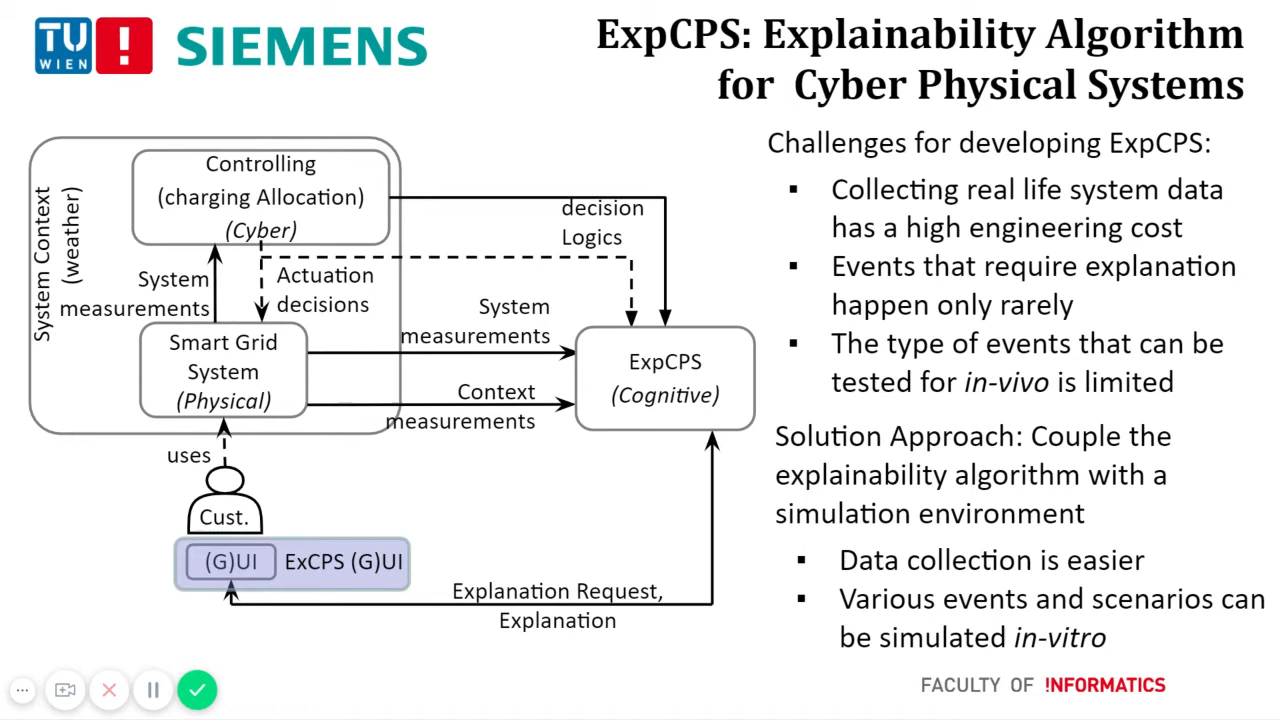 TU
WIEN
!
SIEMENS
ExpCPS: Explainability Algorithm
for Cyber Physical Systems
System Context
(weather)
Controlling
(charging Allocation)
(Cyber)
System
measurements
Actuation
decisions
decision
Logics
Smart Grid
System
(Physical)
System
measurements
Context
measurements
ExpCPS
(Cognitive)
uses
Cust.
(G)UI
ExCPS (G)UI
Explanation Request,
Explanation
Challenges for developing ExpCPS:
▪ Collecting real life system data
has a high engineering cost
▪ Events that require explanation
happen only rarely
▪ The type of events that can be
tested for in-vivo is limited
Solution Approach: Couple the
explainability algorithm with a
simulation environment
▪ Data collection is easier
▪ Various events and scenarios can
be simulated in-vitro
FACULTY OF !NFORMATICS